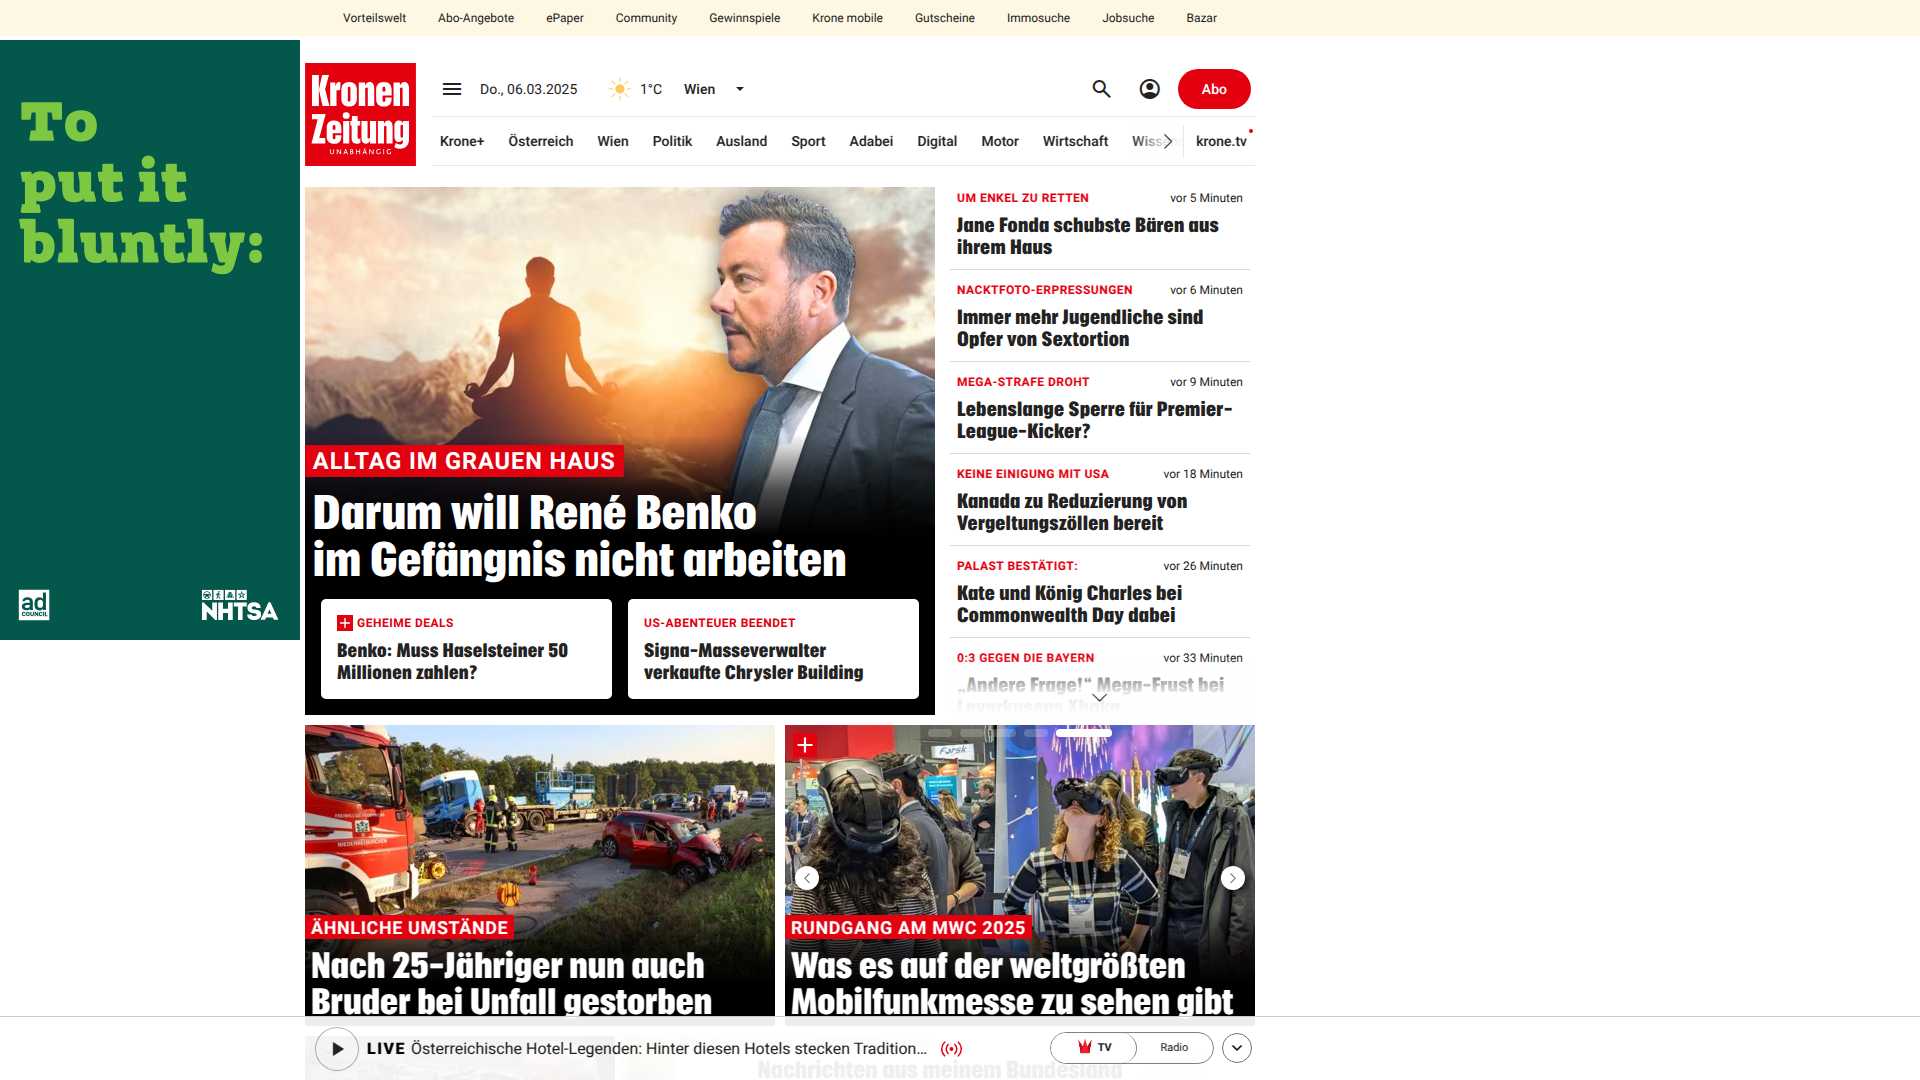 Vorteilswelt Abo-Angebote ePaper Community Gewinnspiele Krone mobile Gutscheine Immosuche Jobsuche Bazar
To
put it
bluntly:
ad
COUNCIL
NHTSA
Kronen
Zeitung
UNABHÄNGIG
Do., 06.03.2025 1°C Wien
Abo
Krone+ Österreich Wien Politik Ausland Sport Adabei Digital Motor Wirtschaft krone.tv
ALLTAG IM GRAUEN HAUS
Darum will René Benko
im Gefängnis nicht arbeiten
GEHEIME DEALS
Benko: Muss Haselsteiner 50
Millionen zahlen?
US-ABENTEUER BEENDET
Signa-Masseverwalter
verkaufte Chrysler Building
UM ENKEL ZU RETTEN vor 5 Minuten
Jane Fonda schubste Bären aus
ihrem Haus
NACKTFOTO-ERPRESSUNGEN vor 6 Minuten
Immer mehr Jugendliche sind
Opfer von Sextortion
MEGA-STRAFE DROHT vor 9 Minuten
Lebenslange Sperre für Premier-
League-Kicker?
KEINE EINIGUNG MIT USA vor 18 Minuten
Kanada zu Reduzierung von
Vergeltungszöllen bereit
PALAST BESTÄTIGT: vor 26 Minuten
Kate und König Charles bei
Commonwealth Day dabei
0:3 GEGEN DIE BAYERN vor 33 Minuten
„Andere Frage!“ Mega-Frust bei
Leverkusens Xhaka
ÄHNLICHE UMSTÄNDE
Nach 25-Jähriger nun auch
Bruder bei Unfall gestorben
RUNDGANG AM MWC 2025
Was es auf der weltgrößten
Mobilfunkmesse zu sehen gibt
LIVE Österreichische Hotel-Legenden: Hinter diesen Hotels stecken Tradition...
TV Radio
Nachrichten aus meinem Bundesland